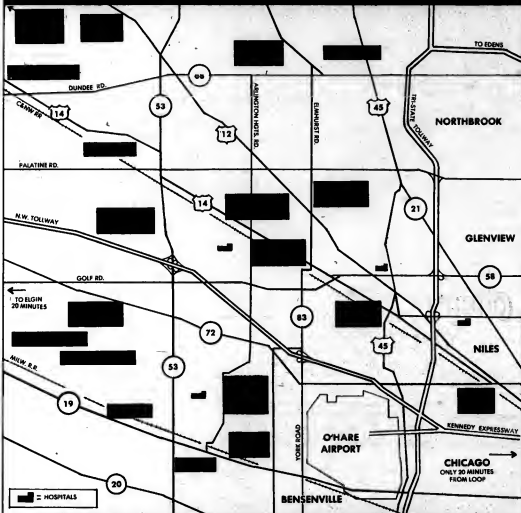 TO EDENS
68
DUNDEE RD.
C&NW RR
14
53
12
ARLINGTON HGTS. RD.
ELMHURST RD.
45
TRI-STATE
TOLLWAY
NORTHBROOK
PALATINE RD.
14
21
N.W. TOLLWAY
GLENVIEW
GOLF RD.
58
TO ELGIN
20 MINUTES
72
83
NILES
MILW. R.R.
53
45
19
YORK ROAD
O'HARE
AIRPORT
KENNEDY EXPRESSWAY
CHICAGO
ONLY 20 MINUTES
FROM LOOP
20
= HOSPITALS
BENSENVILLE